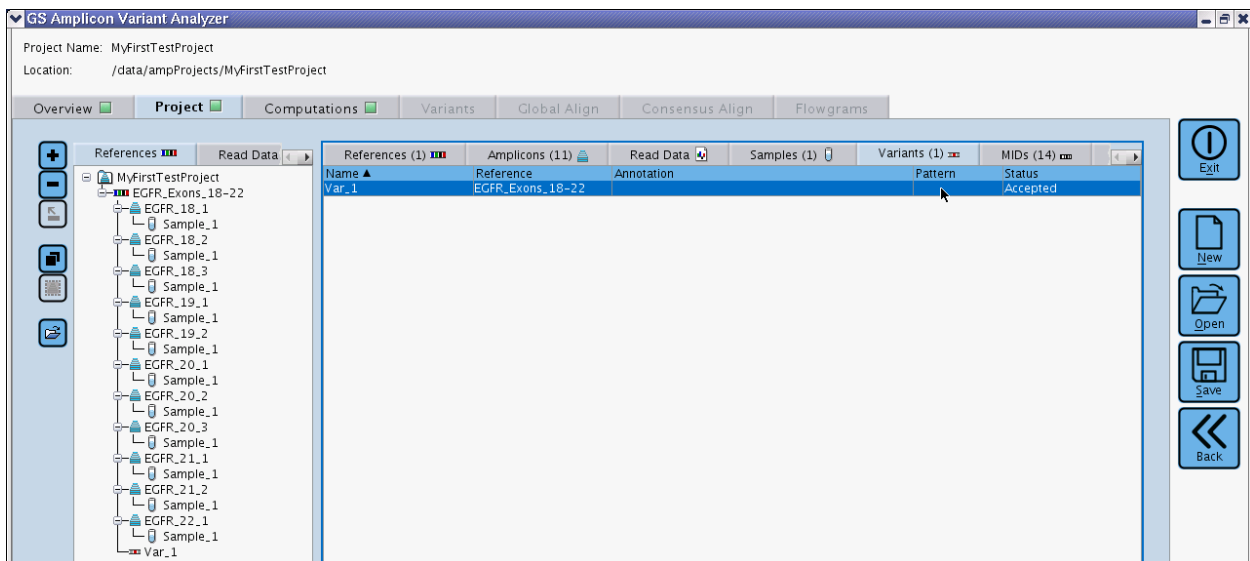 GS Amplicon Variant Analyzer
Project Name: MyFirstTestProject
Location: /data/ampProjects/MyFirstTestProject
Overview Project Computations Variants Global Align Consensus Align Flowgrams
References Read Data
MyFirstTestProject
EGFR_Exons_18-22
EGFR_18_1
Sample_1
EGFR_18_2
Sample_1
EGFR_18_3
Sample_1
EGFR_19_1
Sample_1
EGFR_19_2
Sample_1
EGFR_20_1
Sample_1
EGFR_20_2
Sample_1
EGFR_20_3
Sample_1
EGFR_21_1
Sample_1
EGFR_21_2
Sample_1
EGFR_22_1
Sample_1
Var_1
References (1) Amplicons (11) Read Data Samples (1) Variants (1) MIDs (14)
Name Reference Annotation Pattern Status
Var_1 EGFR_Exons_18-22 Accepted
Exit
New
Open
Save
Back